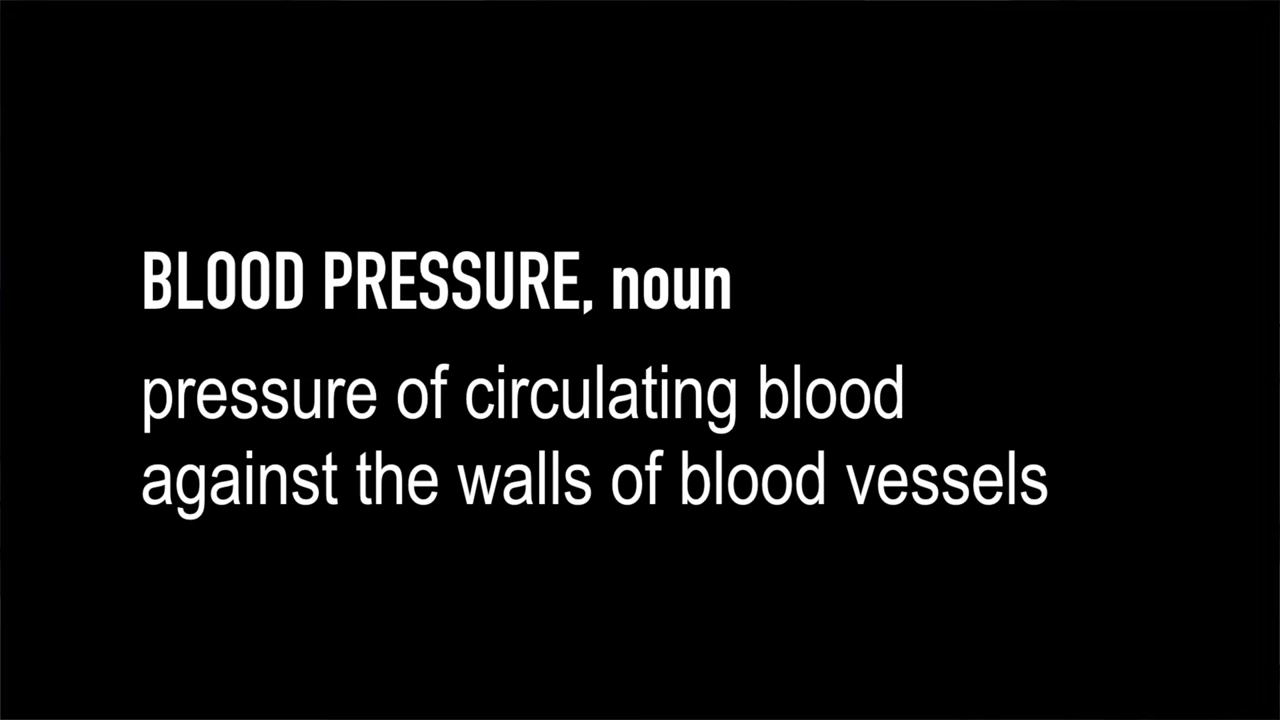 BLOOD PRESSURE, noun
pressure of circulating blood
against the walls of blood vessels